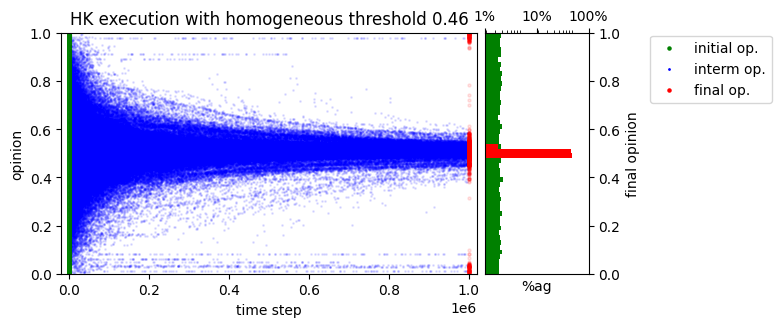 HK execution with homogeneous threshold 0.46
1% 10% 100%
initial op.
interm op.
final op.
1.0 1.0
0.8 0.8
0.6 0.6
0.4 0.4
0.2 0.2
0.0 0.0
opinion
final opinion
0.0 0.2 0.4 0.6 0.8 1.0
%ag
1e6
time step